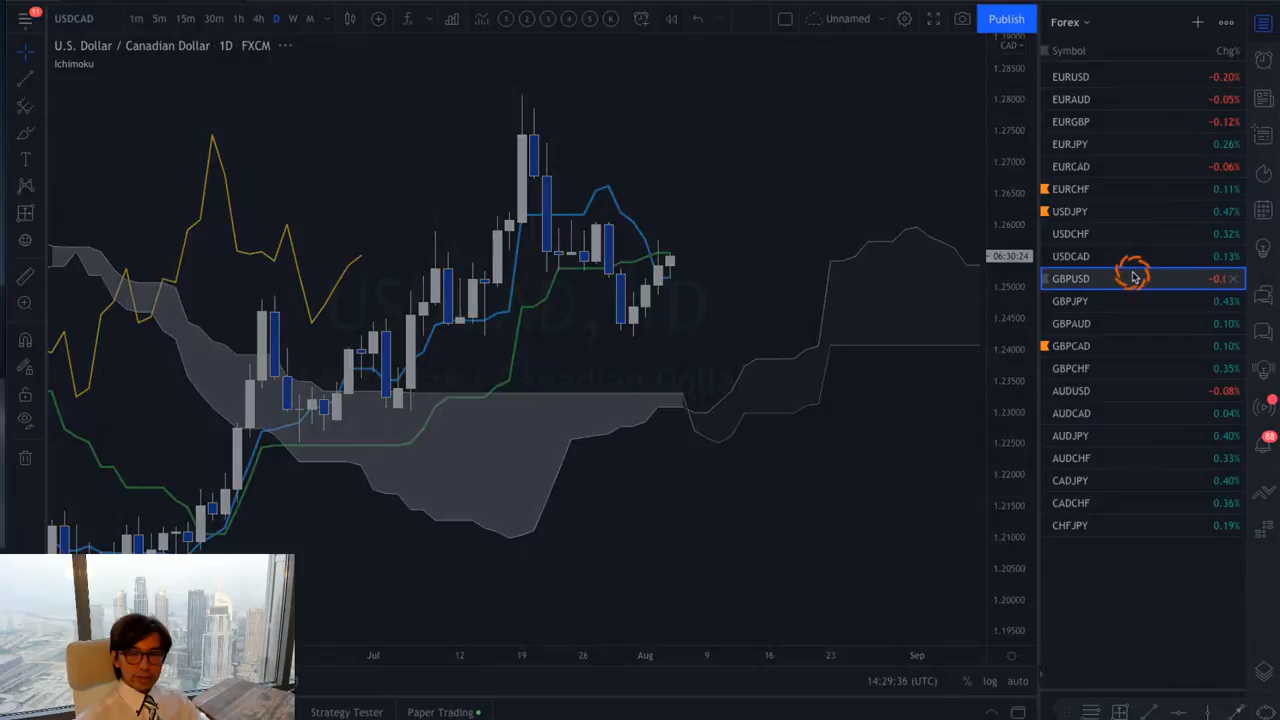 11
USDCAD 1m 5m 15m 30m 1h 4h D W M 1 2 3 4 5 K Unnamed Publish
Forex
U.S. Dollar / Canadian Dollar · 1D FXCM
CAD
Ichimoku
Symbol Chg%
EURUSD −0.20%
EURAUD −0.05%
EURGBP −0.12%
EURJPY 0.26%
EURCAD −0.06%
EURCHF 0.11%
USDJPY 0.47%
USDCHF 0.32%
USDCAD 0.13%
GBPUSD
GBPJPY 0.43%
GBPAUD 0.10%
GBPCAD 0.10%
GBPCHF 0.35%
AUDUSD −0.08%
AUDCAD 0.04%
AUDJPY 0.40%
AUDCHF 0.33%
CADJPY 0.40%
CADCHF 0.36%
CHFJPY 0.19%
88
1.28500
1.28000
1.27500
1.27000
1.26500
1.26000
06:30:24
1.25000
1.24500
1.24000
1.23500
1.23000
1.22500
1.22000
1.21500
1.21000
1.20500
1.20000
1.19500
Jul 12 19 26 Aug 9 16 23 Sep
14:29:36 (UTC) % log auto
Strategy Tester Paper Trading